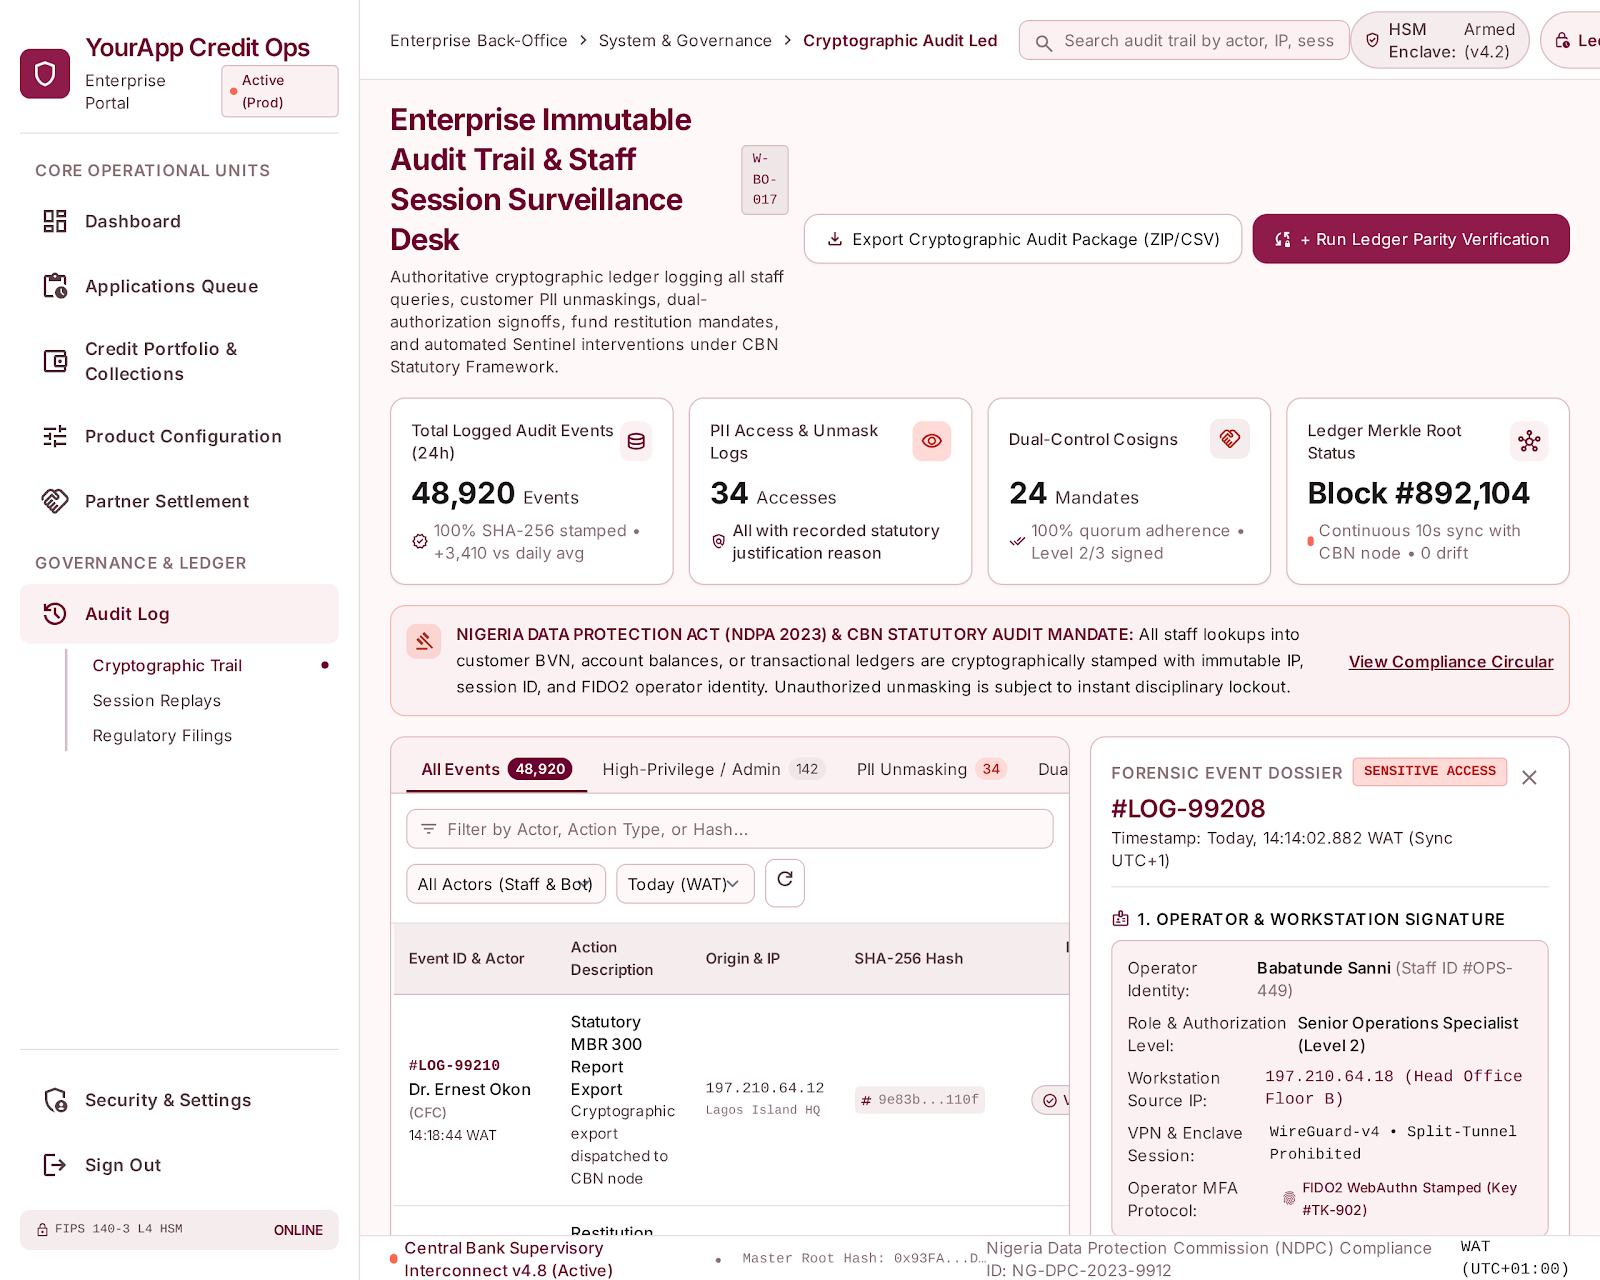 YourApp Credit Ops
Enterprise
Portal
Active
(Prod)
CORE OPERATIONAL UNITS
Dashboard
Applications Queue
Credit Portfolio &
Collections
Product Configuration
Partner Settlement
GOVERNANCE & LEDGER
Audit Log
Cryptographic Trail
Session Replays
Regulatory Filings
Security & Settings
Sign Out
FIPS 140-3 L4 HSM
ONLINE
Enterprise Back-Office
System & Governance
Cryptographic Audit Led
Search audit trail by actor, IP, sess
HSM
Enclave:
Armed
(v4.2)
Enterprise Immutable
Audit Trail & Staff
Session Surveillance
Desk
W-
BO-
017
Authoritative cryptographic ledger logging all staff
queries, customer PII unmaskings, dual-
authorization signoffs, fund restitution mandates,
and automated Sentinel interventions under CBN
Statutory Framework.
Export Cryptographic Audit Package (ZIP/CSV)
+ Run Ledger Parity Verification
Total Logged Audit Events
(24h)
48,920 Events
100% SHA-256 stamped •
+3,410 vs daily avg
PII Access & Unmask
Logs
34 Accesses
All with recorded statutory
justification reason
Dual-Control Cosigns
24 Mandates
100% quorum adherence •
Level 2/3 signed
Ledger Merkle Root
Status
Block #892,104
Continuous 10s sync with
CBN node • 0 drift
NIGERIA DATA PROTECTION ACT (NDPA 2023) & CBN STATUTORY AUDIT MANDATE: All staff lookups into
customer BVN, account balances, or transactional ledgers are cryptographically stamped with immutable IP,
session ID, and FIDO2 operator identity. Unauthorized unmasking is subject to instant disciplinary lockout.
View Compliance Circular
All Events 48,920
High-Privilege / Admin 142
PII Unmasking 34
Dua
Filter by Actor, Action Type, or Hash...
All Actors (Staff & Bot)
Today (WAT)
Event ID & Actor
Action
Description
Origin & IP
SHA-256 Hash
#LOG-99210
Dr. Ernest Okon
(CFC)
14:18:44 WAT
Statutory
MBR 300
Report
Export
Cryptographic
export
dispatched to
CBN node
197.210.64.12
Lagos Island HQ
# 9e83b...110f
V
Restitution
FORENSIC EVENT DOSSIER
SENSITIVE ACCESS
#LOG-99208
Timestamp: Today, 14:14:02.882 WAT (Sync
UTC+1)
1. OPERATOR & WORKSTATION SIGNATURE
Operator
Identity:
Babatunde Sanni (Staff ID #OPS-
449)
Role & Authorization
Level:
Senior Operations Specialist
(Level 2)
Workstation
Source IP:
197.210.64.18 (Head Office
Floor B)
VPN & Enclave
Session:
WireGuard-v4 • Split-Tunnel
Prohibited
Operator MFA
Protocol:
FIDO2 WebAuthn Stamped (Key
#TK-902)
Central Bank Supervisory
Interconnect v4.8 (Active)
• Master Root Hash: 0x93FA...D…
Nigeria Data Protection Commission (NDPC) Compliance
ID: NG-DPC-2023-9912
WAT
(UTC+01:00)